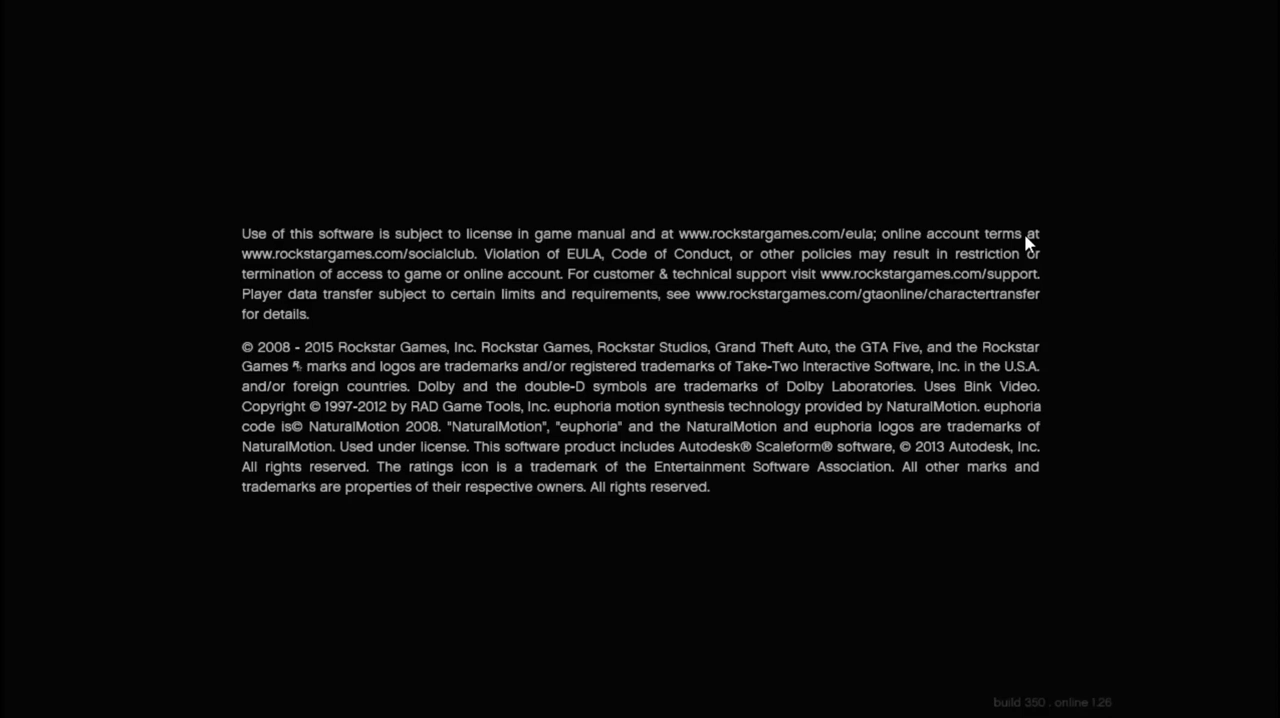 Use of this software is subject to license in game manual and at www.rockstargames.com/eula; online account terms at
www.rockstargames.com/socialclub. Violation of EULA, Code of Conduct, or other policies may result in restriction or
termination of access to game or online account. For customer & technical support visit www.rockstargames.com/support.
Player data transfer subject to certain limits and requirements, see www.rockstargames.com/gtaonline/charactertransfer
for details.
© 2008 - 2015 Rockstar Games, Inc. Rockstar Games, Rockstar Studios, Grand Theft Auto, the GTA Five, and the Rockstar
Games R* marks and logos are trademarks and/or registered trademarks of Take-Two Interactive Software, Inc. in the U.S.A.
and/or foreign countries. Dolby and the double-D symbols are trademarks of Dolby Laboratories. Uses Bink Video.
Copyright © 1997-2012 by RAD Game Tools, Inc. euphoria motion synthesis technology provided by NaturalMotion. euphoria
code is© NaturalMotion 2008. "NaturalMotion", "euphoria" and the NaturalMotion and euphoria logos are trademarks of
NaturalMotion. Used under license. This software product includes Autodesk® Scaleform® software, © 2013 Autodesk, Inc.
All rights reserved. The ratings icon is a trademark of the Entertainment Software Association. All other marks and
trademarks are properties of their respective owners. All rights reserved.
build 350 . online 1.26